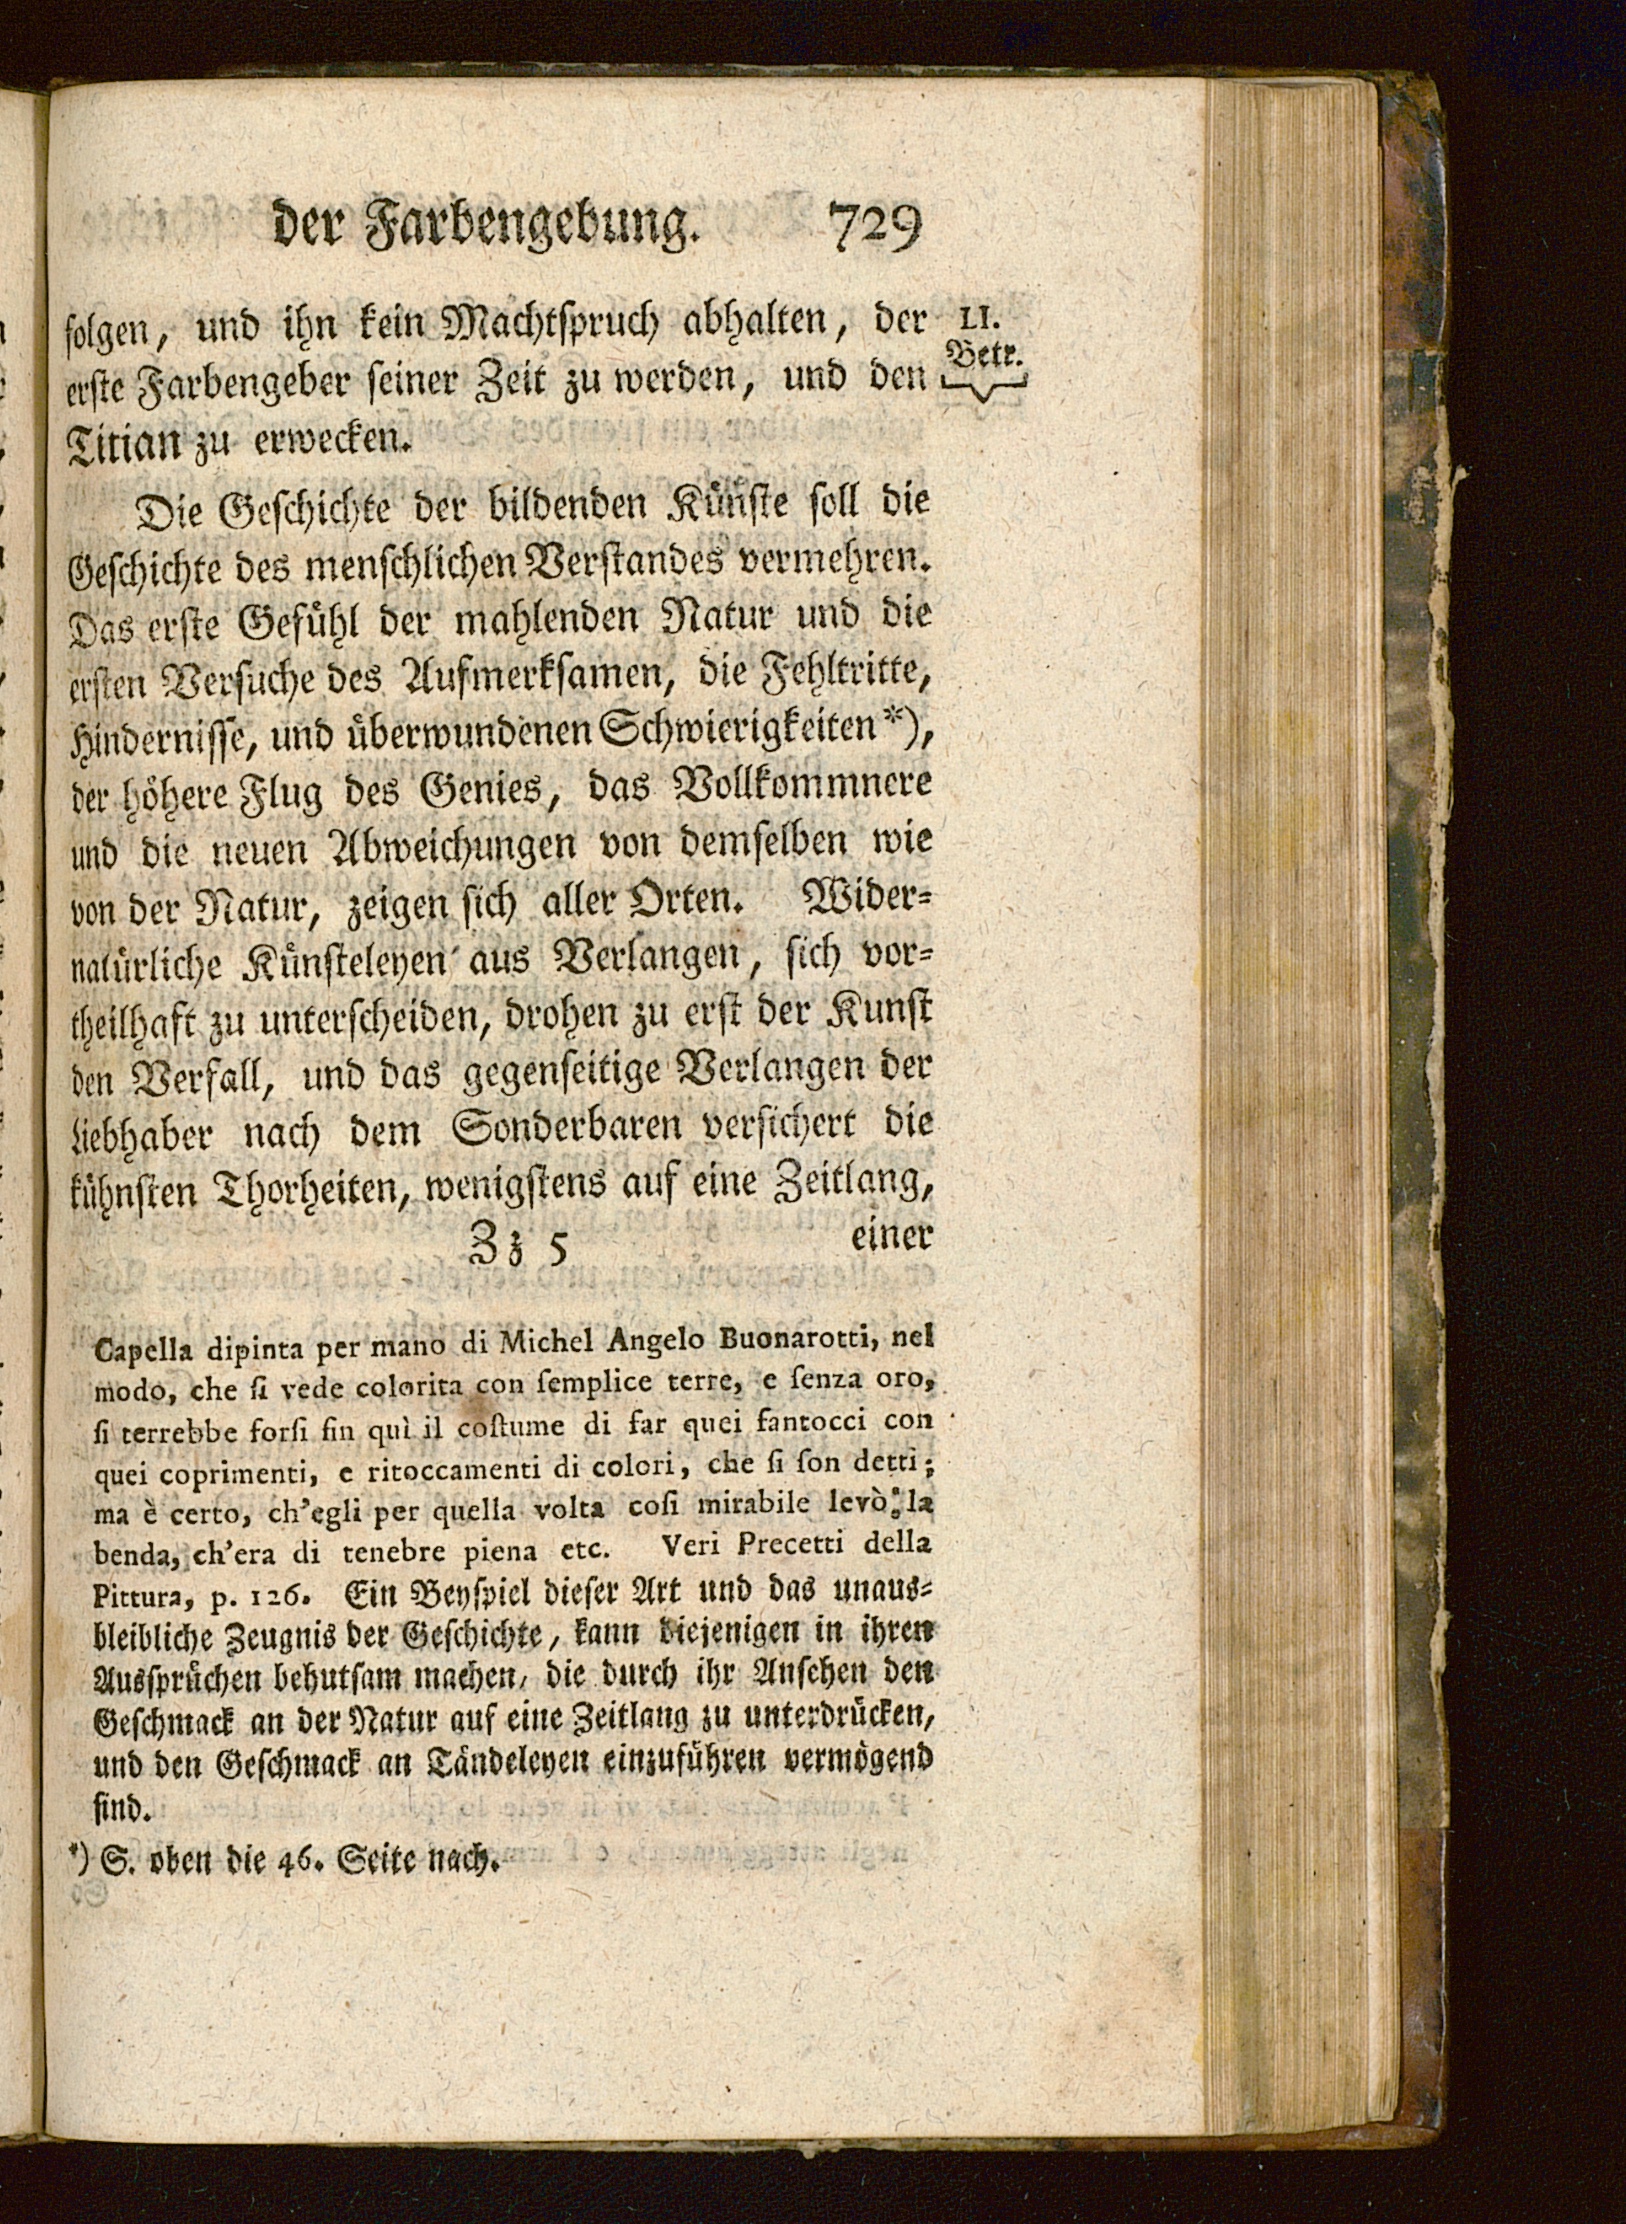 der Farbengebung. 729
folgen, und ihn kein Machtſpruch abhalten, der
II.
Betr.
erſte Farbengeber ſeiner Zeit zu werden, und den
Titian zu erwecken.
Die Geſchichte der bildenden Künſte ſoll die
Geſchichte des menſchlichen Verſtandes vermehren.
Das erſte Gefühl der mahlenden Natur und die
erſten Verſuche des Aufmerkſamen, die Fehltritte,
Hinderniſſe, und überwundenen Schwierigkeiten*),
der höhere Flug des Genies, das Vollkommnere
und die neuen Abweichungen von demſelben wie
von der Natur, zeigen ſich aller Orten. Wider=
natürliche Künſteleyen aus Verlangen, ſich vor=
theilhaft zu unterſcheiden, drohen zu erſt der Kunſt
den Verfall, und das gegenſeitige Verlangen der
Liebhaber nach dem Sonderbaren verſichert die
kühnſten Thorheiten, wenigſtens auf eine Zeitlang,
Zz 5 einer
Capella dipinta per mano di Michel Angelo Buonarotti, nel
modo, che ſi vede colorita con ſemplice terre, e ſenza oro,
ſi terrebbe forſi ſin quì il coſtume di far quei fantocci con
quei coprimenti, e ritoccamenti di colori, che ſi ſon detti;
ma è certo, ch'egli per quella volta coſi mirabile levò la
benda, ch'era di tenebre piena etc. Veri Precetti della
Pittura, p. 126. Ein Beyſpiel dieſer Art und das unaus=
bleibliche Zeugnis der Geſchichte, kann diejenigen in ihren
Ausſprüchen behutſam machen, die durch ihr Anſehen den
Geſchmack an der Natur auf eine Zeitlang zu unterdrücken,
und den Geſchmack an Tändeleyen einzuführen vermögend
ſind.
*) S. oben die 46. Seite nach.